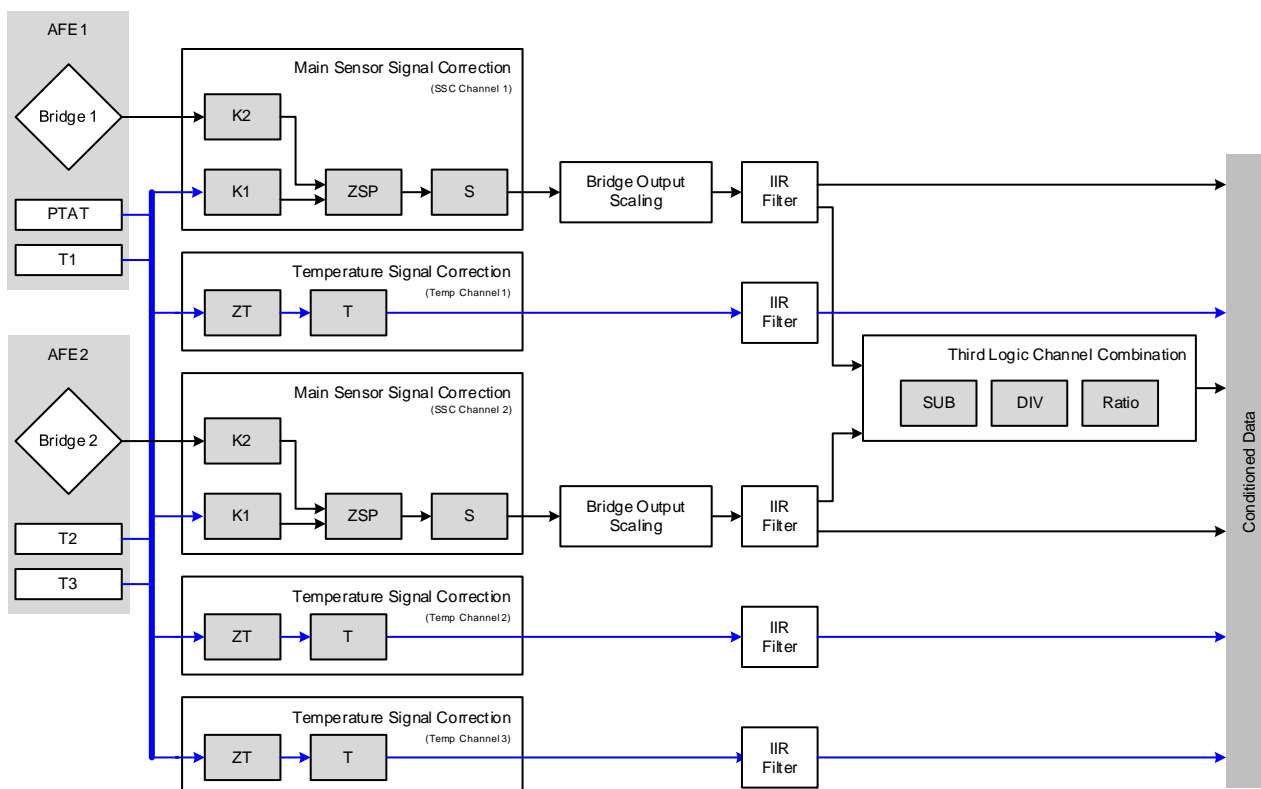 AFE1
Bridge 1
PTAT
T1
Main Sensor Signal Correction
(SSC Channel 1)
K2
K1
ZSP
S
Bridge Output
Scaling
IIR
Filter
Temperature Signal Correction
(Temp Channel 1)
ZT
T
IIR
Filter
AFE2
Bridge 2
T2
T3
Main Sensor Signal Correction
(SSC Channel 2)
K2
K1
ZSP
S
Bridge Output
Scaling
IIR
Filter
Third Logic Channel Combination
SUB
DIV
Ratio
Temperature Signal Correction
(Temp Channel 2)
ZT
T
IIR
Filter
Temperature Signal Correction
(Temp Channel 3)
ZT
T
IIR
Filter
Conditioned Data